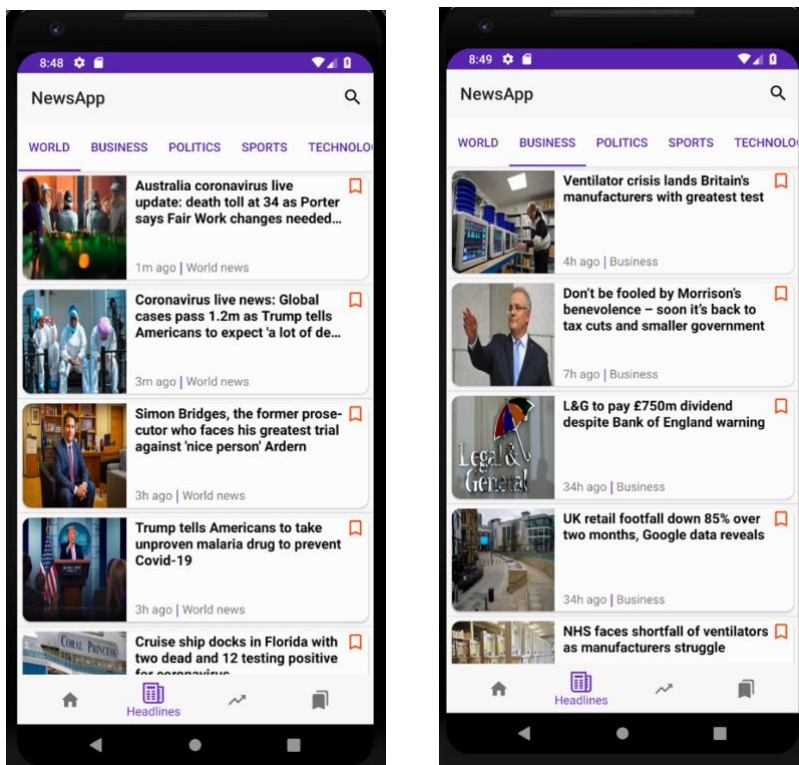 8:48
NewsApp
WORLD BUSINESS POLITICS SPORTS TECHNOLO
Australia coronavirus live
update: death toll at 34 as Porter
says Fair Work changes needed...
1m ago | World news
Coronavirus live news: Global
cases pass 1.2m as Trump tells
Americans to expect 'a lot of de...
3m ago | World news
Simon Bridges, the former prose-
cutor who faces his greatest trial
against 'nice person' Ardern
3h ago | World news
Trump tells Americans to take
unproven malaria drug to prevent
Covid-19
3h ago | World news
CORAL PRINCESS
Cruise ship docks in Florida with
two dead and 12 testing positive
for coronavirus
Headlines
8:49
NewsApp
WORLD BUSINESS POLITICS SPORTS TECHNOLO
Ventilator crisis lands Britain's
manufacturers with greatest test
4h ago | Business
Don't be fooled by Morrison's
benevolence – soon it's back to
tax cuts and smaller government
7h ago | Business
Legal &
General
L&G to pay £750m dividend
despite Bank of England warning
34h ago | Business
UK retail footfall down 85% over
two months, Google data reveals
34h ago | Business
NHS faces shortfall of ventilators
as manufacturers struggle
Headlines